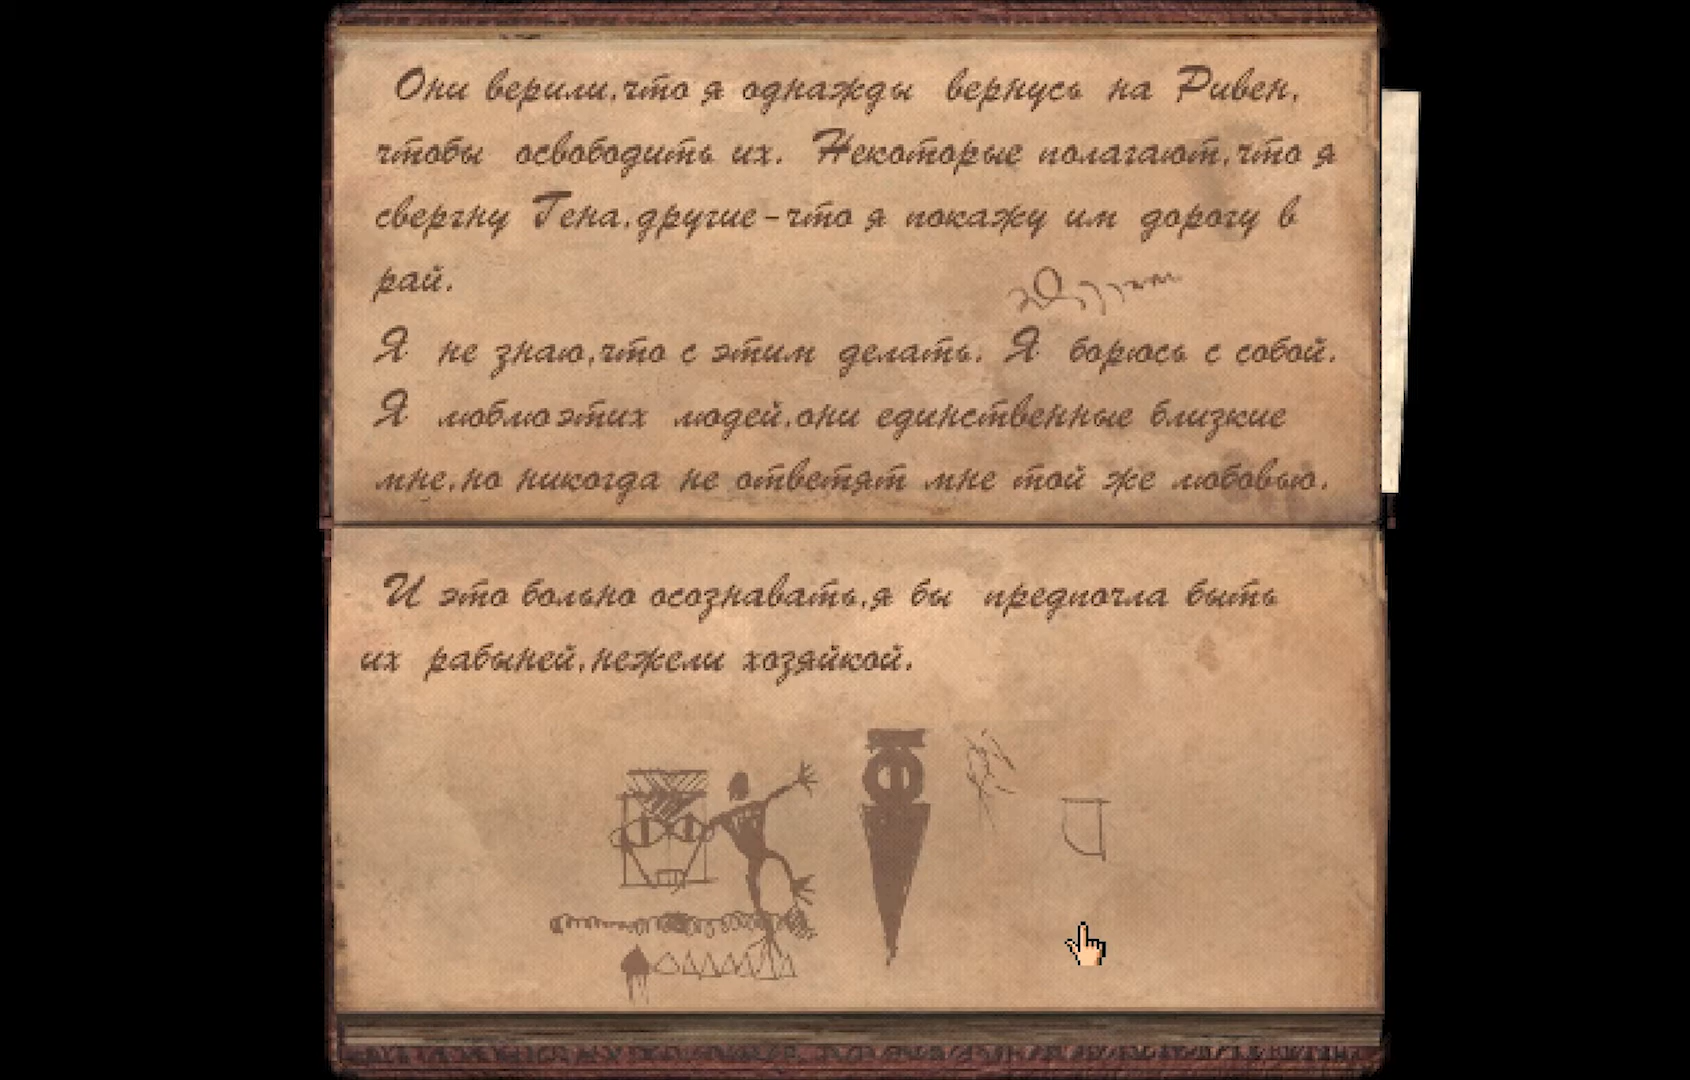 Они верили,что я однажды вернусь на Ривен,
чтобы освободить их. Некоторые полагают,что я
свергну Гена,другие-что я покажу им дорогу в
рай.
Я не знаю,что с этим делать. Я борюсь с собой.
Я люблю этих людей,они единственные близкие
мне,но никогда не ответят мне той же любовью.
И это больно осознавать,я бы предпочла быть
их рабыней,нежели хозяйкой.